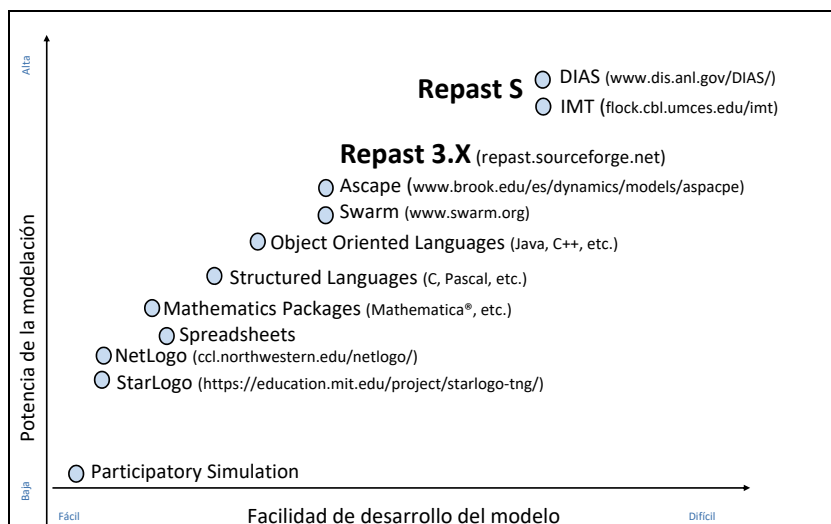 Alta
DIAS (www.dis.anl.gov/DIAS/)
Repast S
IMT (flock.cbl.umces.edu/imt)
Repast 3.X (repast.sourceforge.net)
Ascape (www.brook.edu/es/dynamics/models/aspacpe)
Swarm (www.swarm.org)
Object Oriented Languages (Java, C++, etc.)
Structured Languages (C, Pascal, etc.)
Mathematics Packages (Mathematica®, etc.)
Spreadsheets
NetLogo (ccl.northwestern.edu/netlogo/)
StarLogo (https://education.mit.edu/project/starlogo-tng/)
Participatory Simulation
Potencia de la modelación
Baja
Fácil
Facilidad de desarrollo del modelo
Difícil